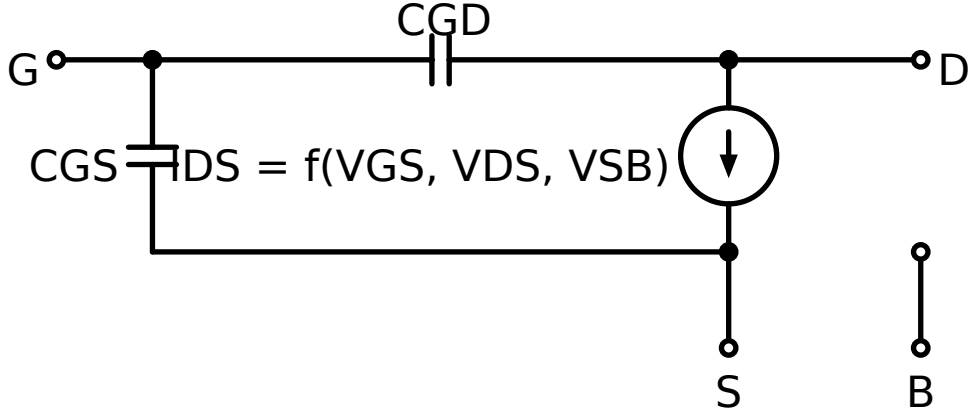 CGD
G
D
CGS
IDS = f(VGS, VDS, VSB)
S
B